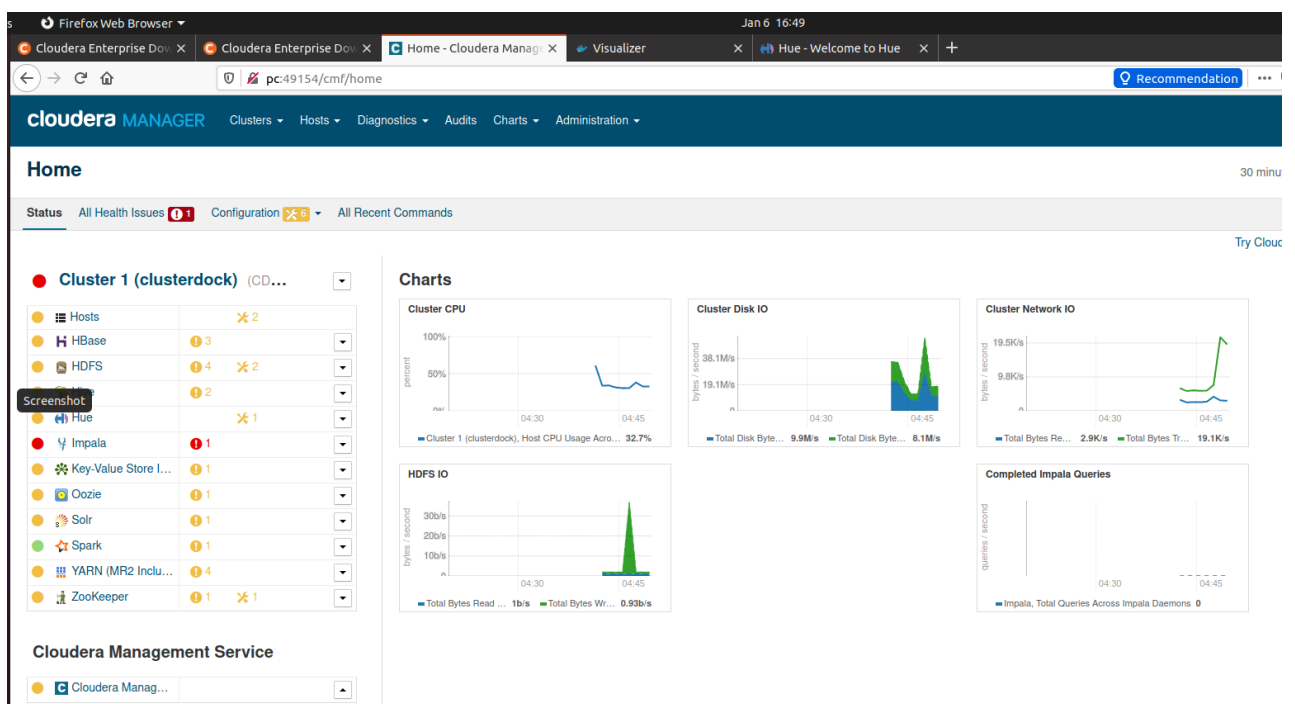 s Firefox Web Browser Jan 6 16:49
Cloudera Enterprise Dow Cloudera Enterprise Dow Home - Cloudera Manag Visualizer Hue - Welcome to Hue
pc:49154/cmf/home Recommendation
cloudera MANAGER Clusters Hosts Diagnostics Audits Charts Administration
Home 30 minu
Status All Health Issues 1 Configuration 6 All Recent Commands
Try Cloud
Cluster 1 (clusterdock) (CD...
Hosts 2
HBase 3
HDFS 4 2
2
Screenshot
Hue 1
Impala 1
Key-Value Store I... 1
Oozie 1
Solr 1
Spark 1
YARN (MR2 Inclu... 4
ZooKeeper 1 1
Cloudera Management Service
Cloudera Manag...
Charts
Cluster CPU
percent
100%
50%
0%
04:30 04:45
Cluster 1 (clusterdock), Host CPU Usage Acro... 32.7%
Cluster Disk IO
bytes / second
38.1M/s
19.1M/s
0
04:30 04:45
Total Disk Byte... 9.9M/s Total Disk Byte... 8.1M/s
Cluster Network IO
bytes / second
19.5K/s
9.8K/s
0
04:30 04:45
Total Bytes Re... 2.9K/s Total Bytes Tr... 19.1K/s
HDFS IO
bytes / second
30b/s
20b/s
10b/s
0
04:30 04:45
Total Bytes Read ... 1b/s Total Bytes Wr... 0.93b/s
Completed Impala Queries
queries / second
04:30 04:45
Impala, Total Queries Across Impala Daemons 0